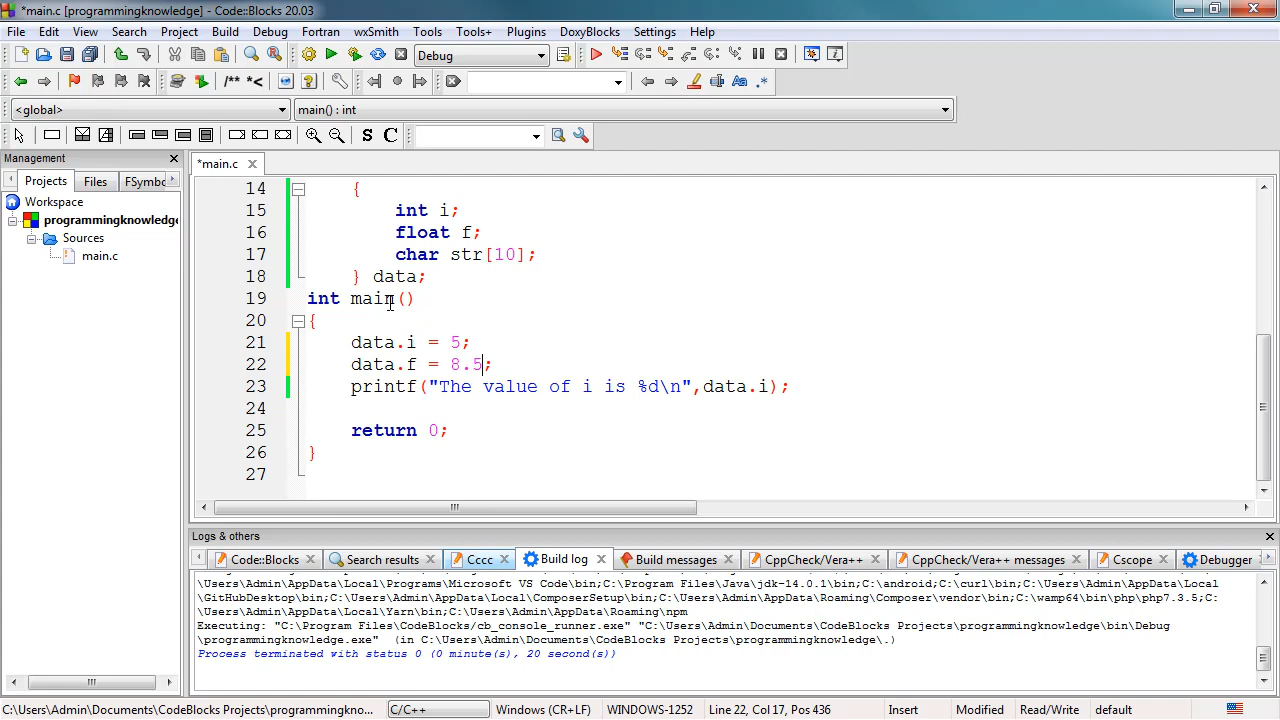 *main.c [programmingknowledge] - Code::Blocks 20.03
File Edit View Search Project Build Debug Fortran wxSmith Tools Tools+ Plugins DoxyBlocks Settings Help
Debug
/** *<
Aa .*
<global> main() : int
S C
Management
*main.c
Projects Files FSymbo
Workspace
programmingknowledge
Sources
main.c
14 {
15 int i;
16 float f;
17 char str[10];
18 } data;
19 int main()
20 {
21 data.i = 5;
22 data.f = 8.5;
23 printf("The value of i is %d\n",data.i);
24
25 return 0;
26 }
27
Logs & others
Code::Blocks Search results Cccc Build log Build messages CppCheck/Vera++ CppCheck/Vera++ messages Cscope Debugger
\Users\Admin\AppData\Local\Programs\Microsoft VS Code\bin;C:\Program Files\Java\jdk-14.0.1\bin;C:\android;C:\curl\bin;C:\Users\Admin\AppData\Local
\GitHubDesktop\bin;C:\Users\Admin\AppData\Local\ComposerSetup\bin;C:\Users\Admin\AppData\Roaming\Composer\vendor\bin;C:\wamp64\bin\php\php7.3.5;C:
\Users\Admin\AppData\Local\Yarn\bin;C:\Users\Admin\AppData\Roaming\npm
Executing: "C:\Program Files\CodeBlocks/cb_console_runner.exe" "C:\Users\Admin\Documents\CodeBlocks Projects\programmingknowledge\bin\Debug
\programmingknowledge.exe" (in C:\Users\Admin\Documents\CodeBlocks Projects\programmingknowledge\.)
Process terminated with status 0 (0 minute(s), 20 second(s))
C:\Users\Admin\Documents\CodeBlocks Projects\programmingkno... C/C++ Windows (CR+LF) WINDOWS-1252 Line 22, Col 17, Pos 436 Insert Modified Read/Write default